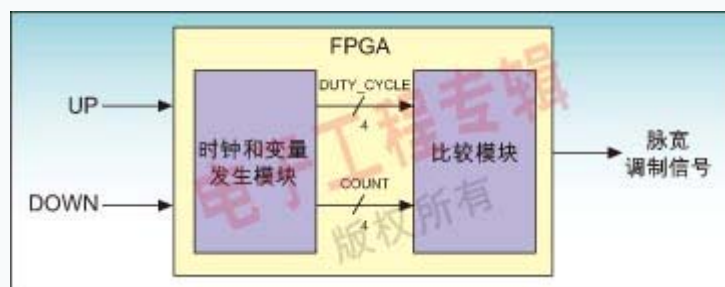 FPGA
UP
DOWN
时钟和变量
发生模块
DUTY_CYCLE
4
COUNT
4
比较模块
脉宽
调制信号
电子工程专辑
版权所有